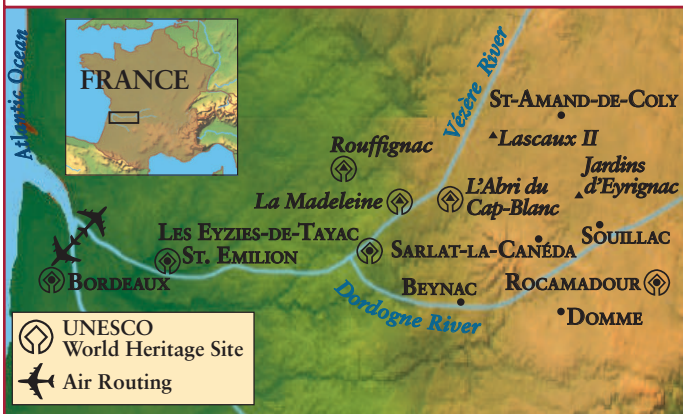 Atlantic Ocean
FRANCE
Vézère River
ST-AMAND-DE-COLY
Lascaux II
Rouffignac
Jardins
d'Eyrignac
La Madeleine
L'Abri du
Cap-Blanc
LES EYZIES-DE-TAYAC
ST. EMILION
SARLAT-LA-CANÉDA
SOUILLAC
BORDEAUX
BEYNAC
ROCAMADOUR
Dordogne River
DOMME
UNESCO
World Heritage Site
Air Routing